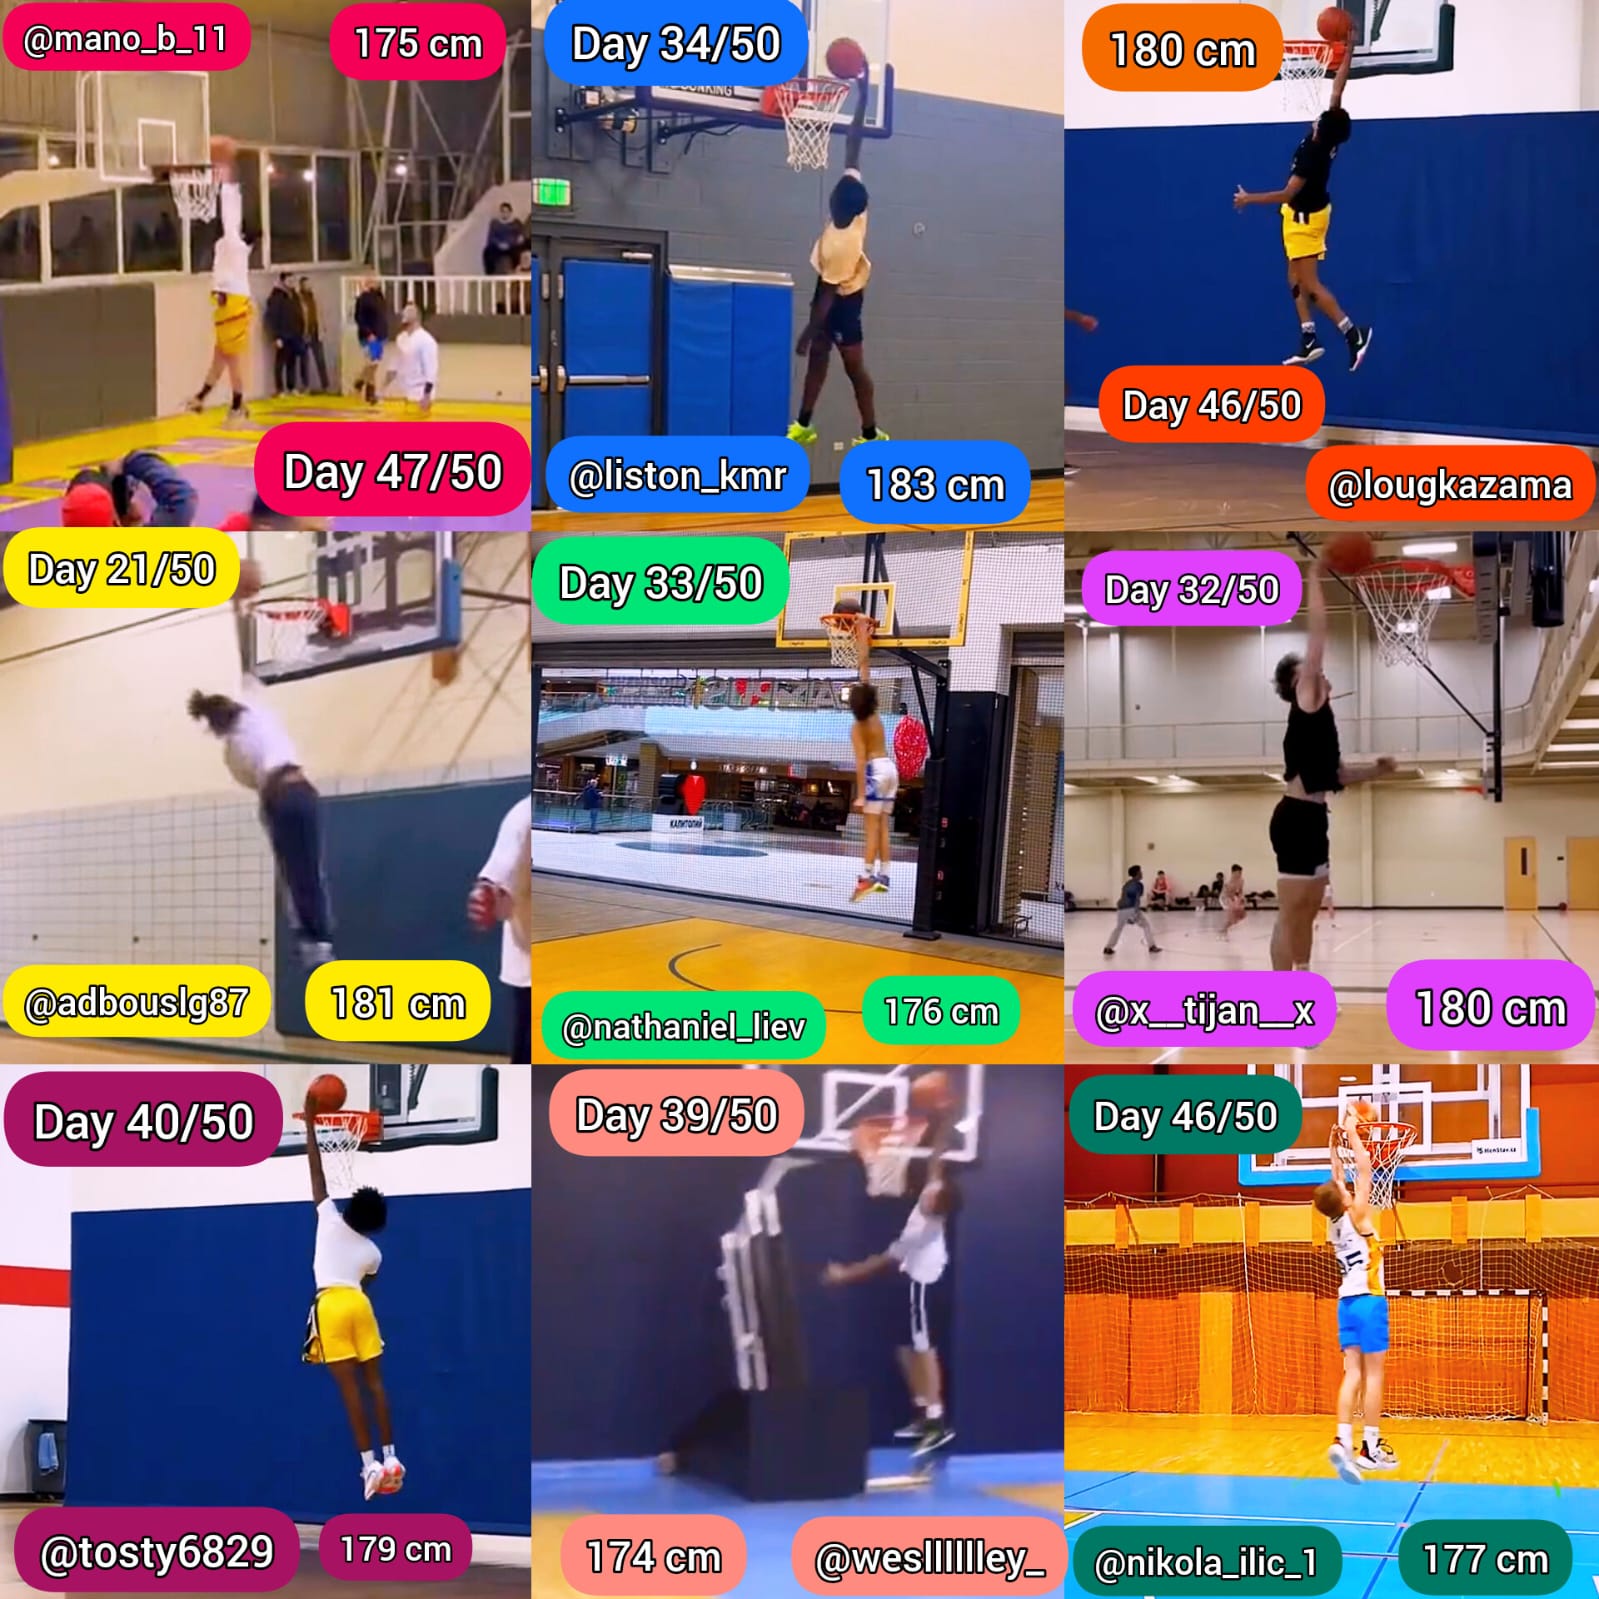 @mano_b_11
175 cm
Day 47/50
Day 34/50
@liston_kmr
183 cm
180 cm
Day 46/50
@lougkazama
Day 21/50
@adbouslg87
181 cm
Day 33/50
КАПИТОЛИЙ
@nathaniel_liev
176 cm
Day 32/50
@x__tijan__x
180 cm
Day 40/50
@tosty6829
179 cm
Day 39/50
174 cm
@weslllllley_
Day 46/50
@nikola_ilic_1
177 cm